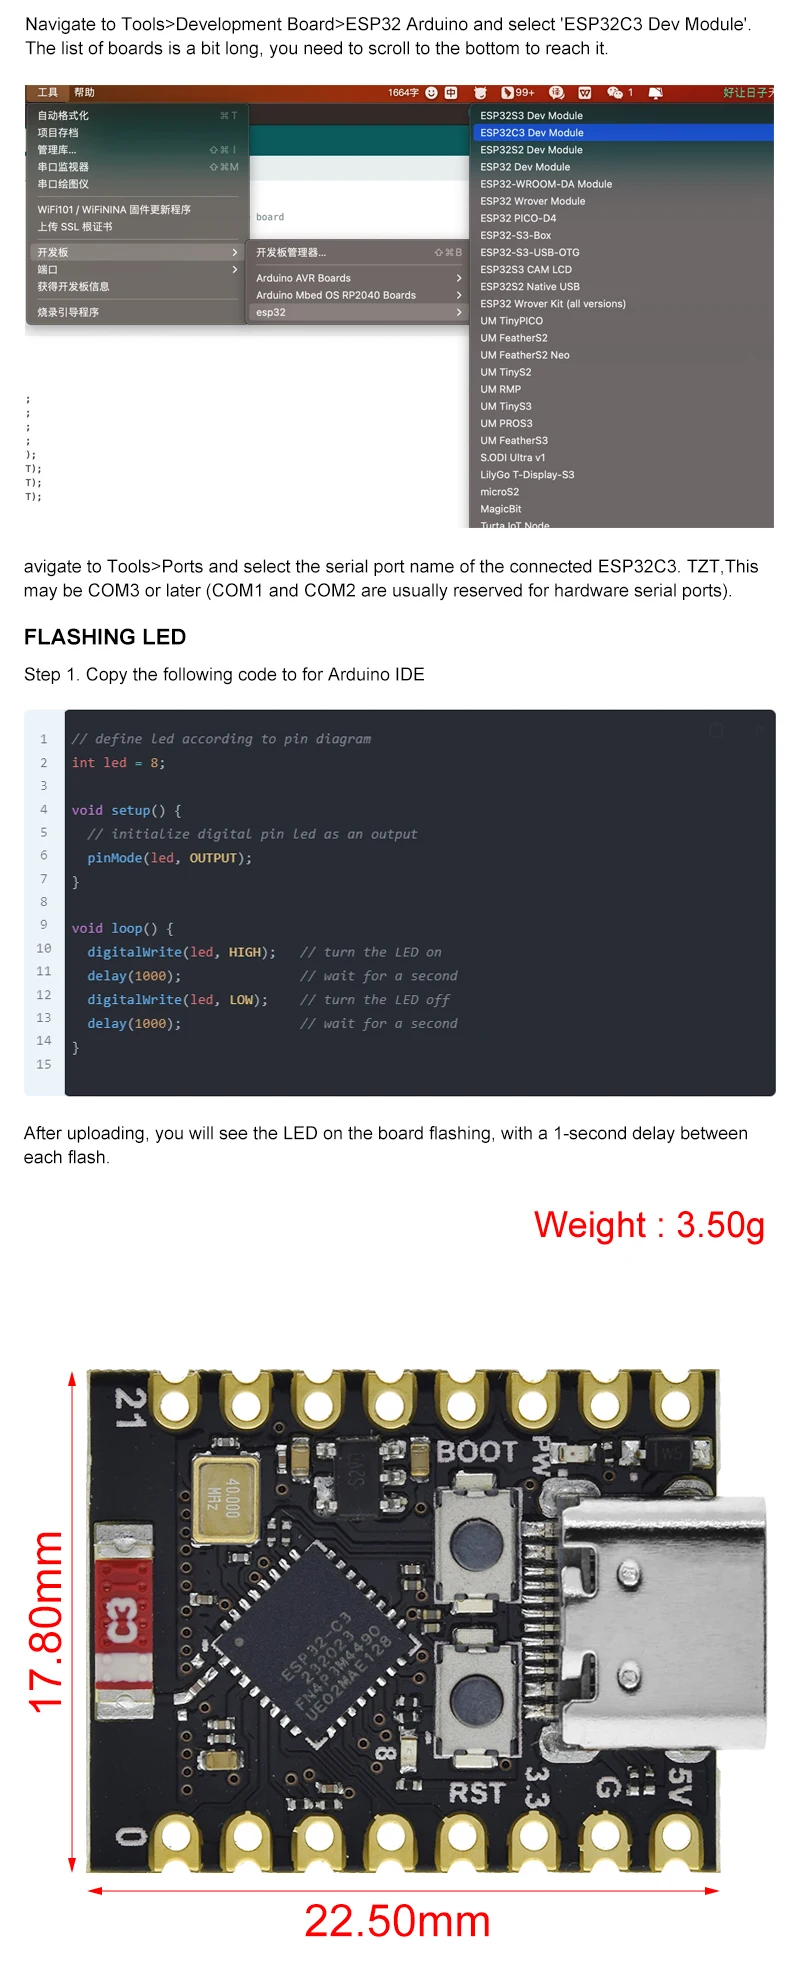 Navigate to Tools>Development Board>ESP32 Arduino and select 'ESP32C3 Dev Module'.
The list of boards is a bit long, you need to scroll to the bottom to reach it.
工具 帮助
1664字 中 99+ W 1 好让日子天
自动格式化 ⌘ T
项目存档
管理库... ⇧⌘ I
串口监视器 ⇧⌘M
串口绘图仪
WiFi101 / WiFiNINA 固件更新程序
上传 SSL 根证书
开发板
端口
获得开发板信息
烧录引导程序
board
开发板管理器... ⇧⌘B
Arduino AVR Boards
Arduino Mbed OS RP2040 Boards
esp32
ESP32S3 Dev Module
ESP32C3 Dev Module
ESP32S2 Dev Module
ESP32 Dev Module
ESP32-WROOM-DA Module
ESP32 Wrover Module
ESP32 PICO-D4
ESP32-S3-Box
ESP32-S3-USB-OTG
ESP32S3 CAM LCD
ESP32S2 Native USB
ESP32 Wrover Kit (all versions)
UM TinyPICO
UM FeatherS2
UM FeatherS2 Neo
UM TinyS2
UM RMP
UM TinyS3
UM PROS3
UM FeatherS3
S.ODI Ultra v1
LilyGo T-Display-S3
microS2
MagicBit
Turta IoT Node
;
;
;
;
);
T);
T);
T);
avigate to Tools>Ports and select the serial port name of the connected ESP32C3. TZT,This
may be COM3 or later (COM1 and COM2 are usually reserved for hardware serial ports).
FLASHING LED
Step 1. Copy the following code to for Arduino IDE
1 // define led according to pin diagram
2 int led = 8;
3
4 void setup() {
5 // initialize digital pin led as an output
6 pinMode(led, OUTPUT);
7 }
8
9 void loop() {
10 digitalWrite(led, HIGH); // turn the LED on
11 delay(1000); // wait for a second
12 digitalWrite(led, LOW); // turn the LED off
13 delay(1000); // wait for a second
14 }
15
After uploading, you will see the LED on the board flashing, with a 1-second delay between
each flash.
Weight : 3.50g
21
BOOT
PW
W5
40.000
MHz
C3
ESP32-C3
232023
FN4P3M4490
UE02MAE128
8
RST
3.3
G
5V
0
17.80mm
22.50mm